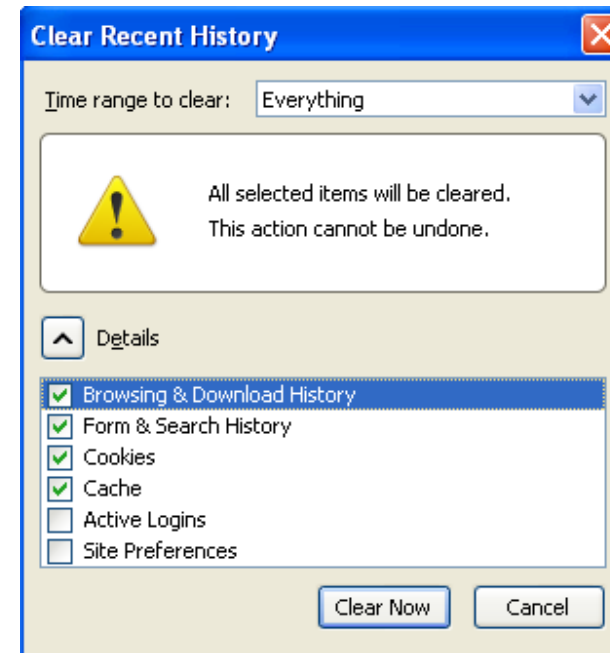 Clear Recent History
Time range to clear: Everything
All selected items will be cleared.
This action cannot be undone.
Details
Browsing & Download History
Form & Search History
Cookies
Cache
Active Logins
Site Preferences
Clear Now Cancel